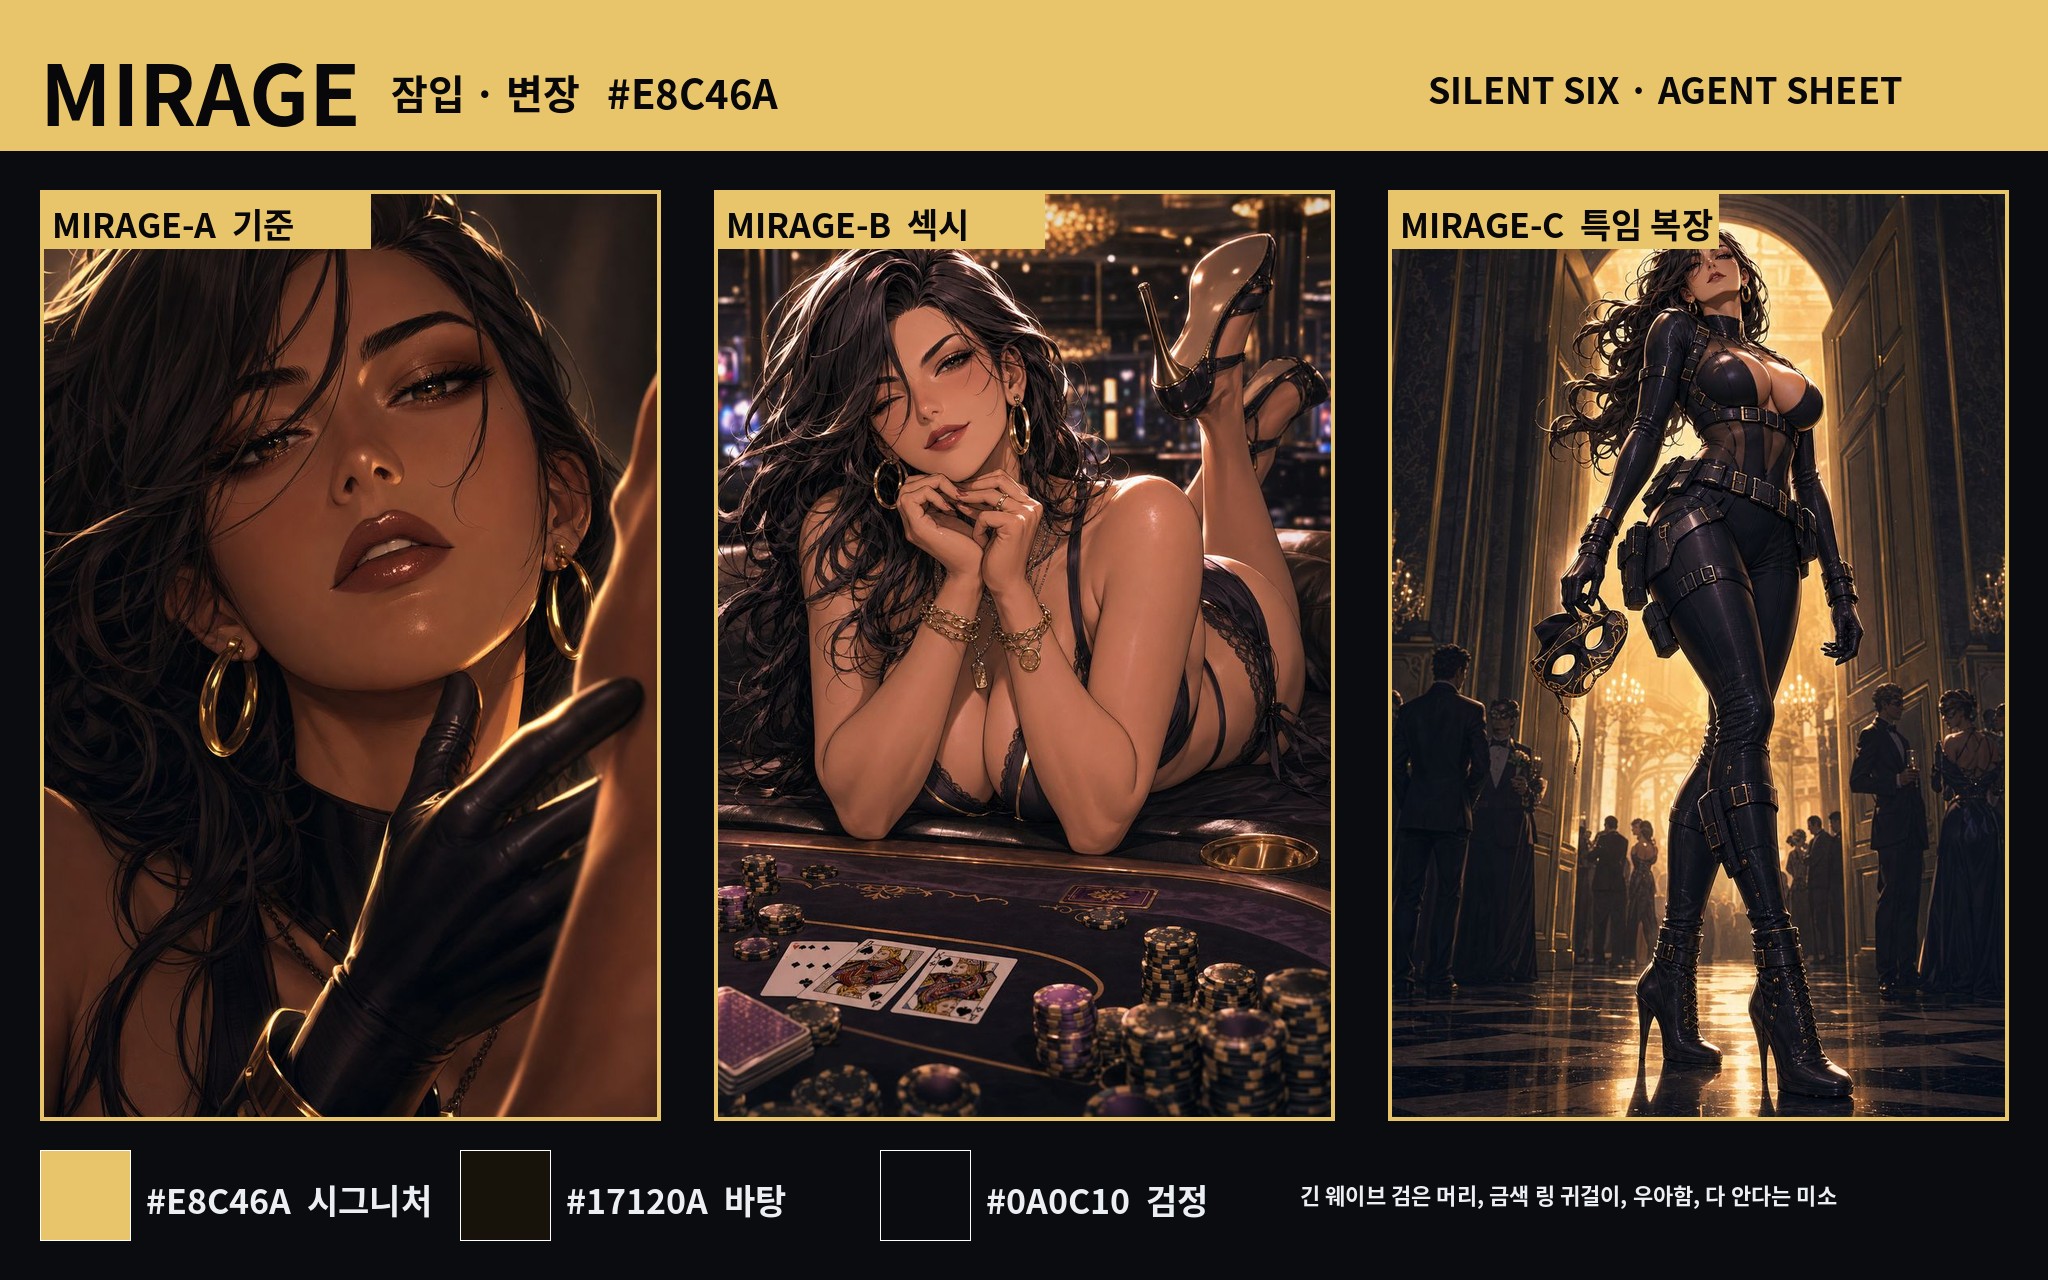 MIRAGE 잠입 · 변장 #E8C46A
SILENT SIX · AGENT SHEET
MIRAGE-A 기준
MIRAGE-B 섹시
MIRAGE-C 특임 복장
#E8C46A 시그니처
#17120A 바탕
#0A0C10 검정
긴 웨이브 검은 머리, 금색 링 귀걸이, 우아함, 다 안다는 미소